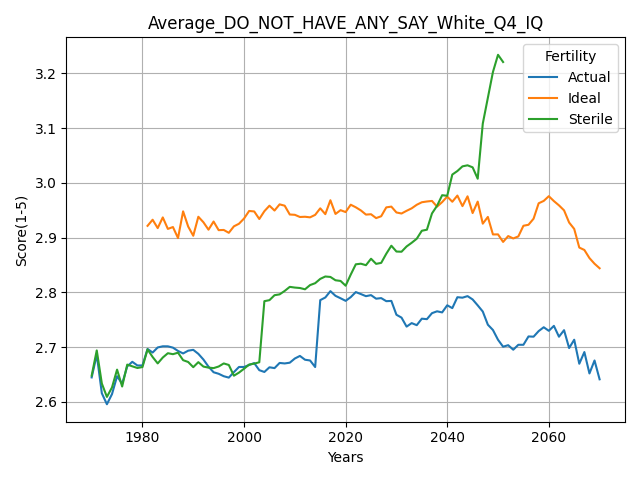 Average_DO_NOT_HAVE_ANY_SAY_White_Q4_IQ
Score(1-5)
3.2
3.1
3.0
2.9
2.8
2.7
2.6
Fertility
Actual
Ideal
Sterile
1980
2000
2020
2040
2060
Years